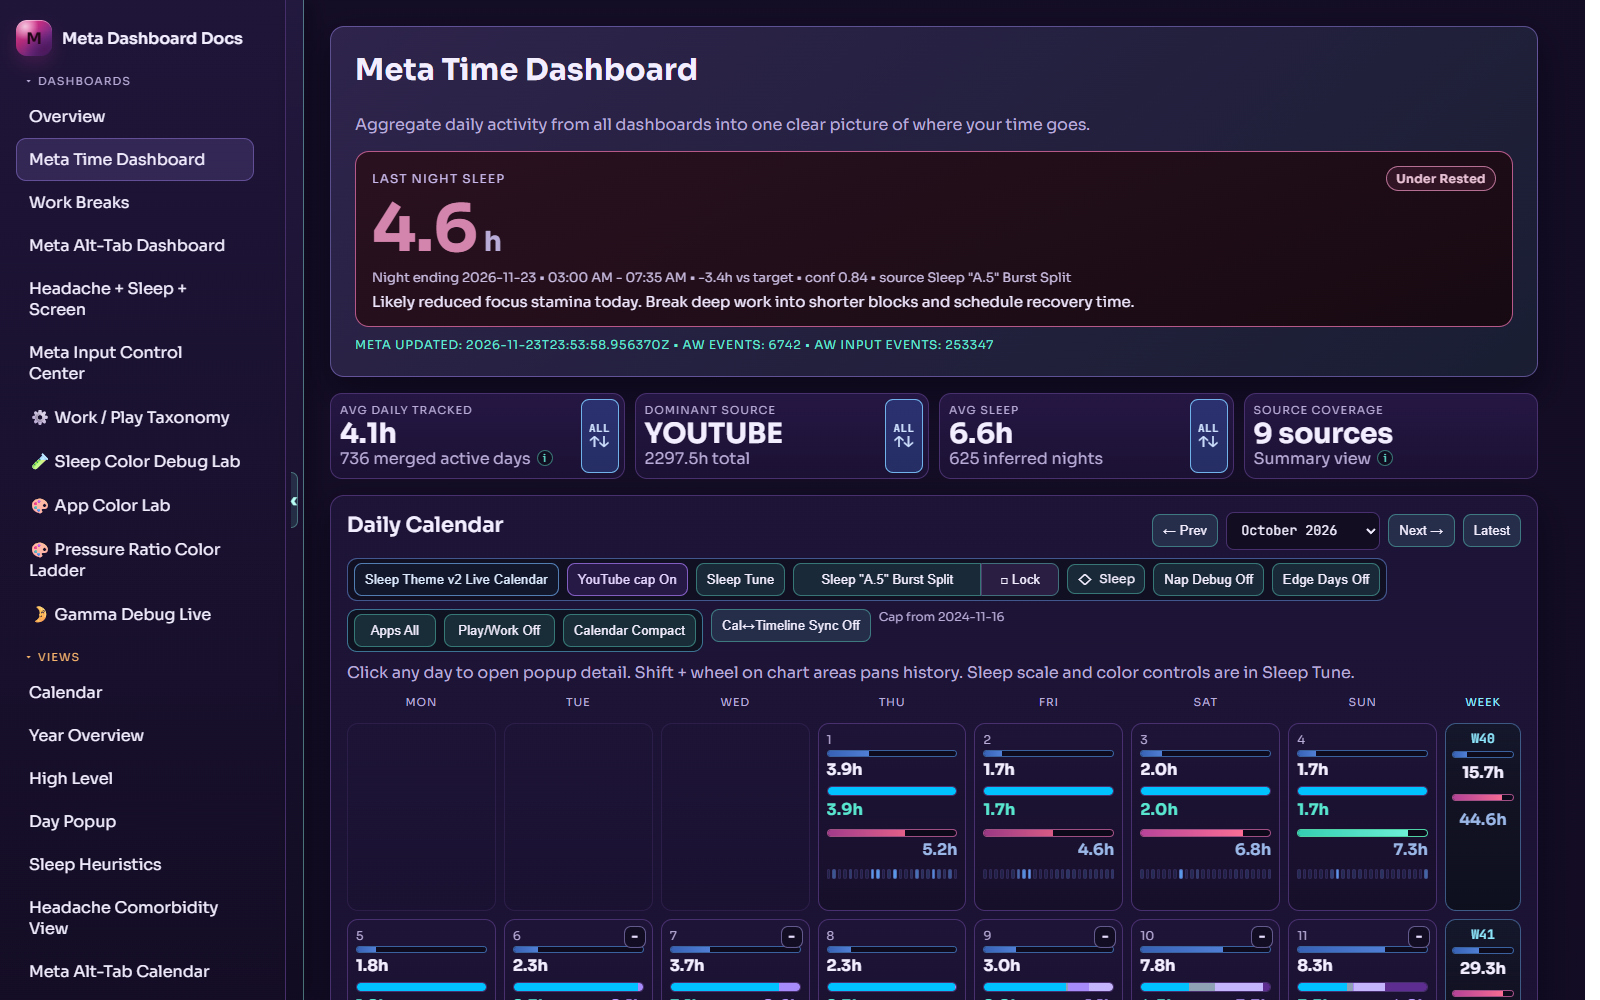 M Meta Dashboard Docs
DASHBOARDS
Overview
Meta Time Dashboard
Work Breaks
Meta Alt-Tab Dashboard
Headache + Sleep +
Screen
Meta Input Control
Center
Work / Play Taxonomy
Sleep Color Debug Lab
App Color Lab
Pressure Ratio Color
Ladder
Gamma Debug Live
VIEWS
Calendar
Year Overview
High Level
Day Popup
Sleep Heuristics
Headache Comorbidity
View
Meta Alt-Tab Calendar
Meta Time Dashboard
Aggregate daily activity from all dashboards into one clear picture of where your time goes.
LAST NIGHT SLEEP
Under Rested
4.6 h
Night ending 2026-11-23 • 03:00 AM - 07:35 AM • -3.4h vs target • conf 0.84 • source Sleep "A.5" Burst Split
Likely reduced focus stamina today. Break deep work into shorter blocks and schedule recovery time.
META UPDATED: 2026-11-23T23:53:58.956370Z • AW EVENTS: 6742 • AW INPUT EVENTS: 253347
AVG DAILY TRACKED
4.1h
736 merged active days i
ALL
↑↓
DOMINANT SOURCE
YOUTUBE
2297.5h total
ALL
↑↓
AVG SLEEP
6.6h
625 inferred nights
ALL
↑↓
SOURCE COVERAGE
9 sources
Summary view i
Daily Calendar
← Prev October 2026 Next → Latest
Sleep Theme v2 Live Calendar YouTube cap On Sleep Tune Sleep "A.5" Burst Split Lock ◇ Sleep Nap Debug Off Edge Days Off
Apps All Play/Work Off Calendar Compact Cal↔Timeline Sync Off Cap from 2024-11-16
Click any day to open popup detail. Shift + wheel on chart areas pans history. Sleep scale and color controls are in Sleep Tune.
MON TUE WED THU FRI SAT SUN WEEK
1 2 3 4 W40
3.9h 1.7h 2.0h 1.7h 15.7h
3.9h 1.7h 2.0h 1.7h 44.6h
5.2h 4.6h 6.8h 7.3h
5 6 - 7 - 8 9 - 10 - 11 - W41
1.8h 2.3h 3.7h 2.3h 3.0h 7.8h 8.3h 29.3h